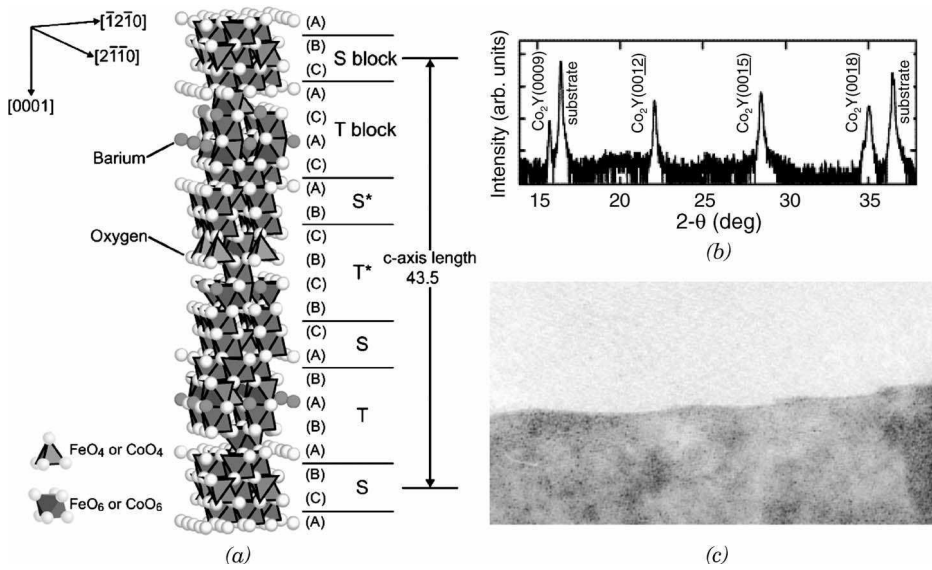 [1̅21̅0]
[21̅1̅0]
[0001]
Barium
Oxygen
FeO₄ or CoO₄
FeO₆ or CoO₆
(A)
(B)
(C)
(A)
(C)
(A)
(C)
(A)
(B)
(C)
(B)
(C)
(B)
(C)
(A)
(B)
(A)
(B)
(A)
(B)
(C)
(A)
S block
T block
S*
T*
S
T
S
c-axis length
43.5
(a)
Intensity (arb. units)
Co₂Y(0009)
substrate
Co₂Y(0012)
Co₂Y(0015)
Co₂Y(0018)
substrate
15 20 25 30 35
2-θ (deg)
(b)
(c)